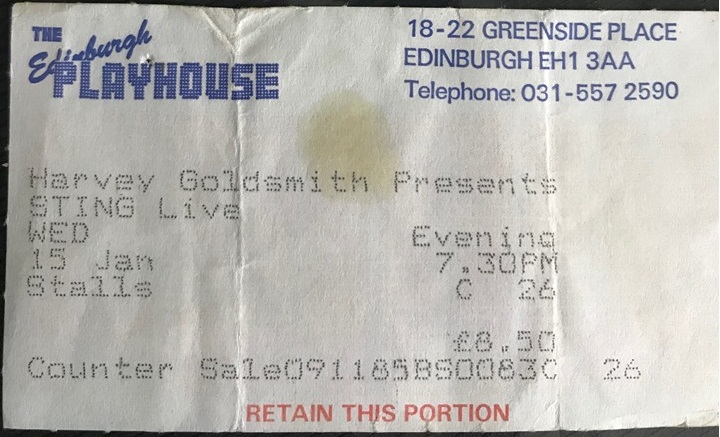 THE
Edinburgh
PLAYHOUSE
18-22 GREENSIDE PLACE
EDINBURGH EH1 3AA
Telephone: 031-557 2590
Harvey Goldsmith Presents
STING Live
WED Evening
15 Jan 7.30PM
Stalls C 26
£8.50
Counter Sale091185BS0083C 26
RETAIN THIS PORTION